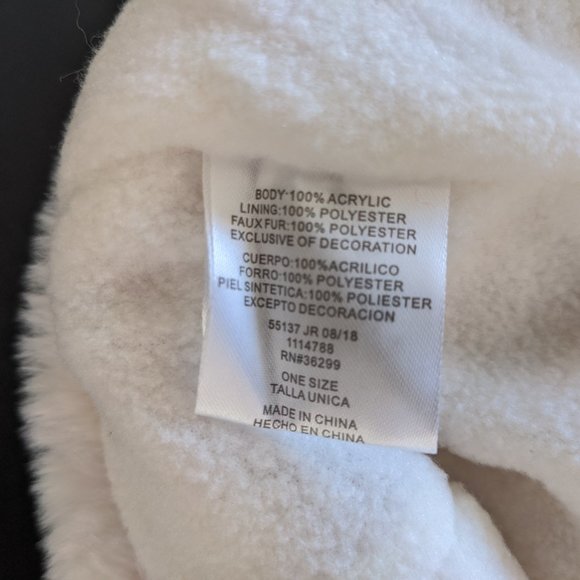 BODY:100% ACRYLIC
LINING:100% POLYESTER
FAUX FUR:100% POLYESTER
EXCLUSIVE OF DECORATION
CUERPO:100%ACRILICO
FORRO:100% POLYESTER
PIEL SINTETICA:100% POLIESTER
EXCEPTO DECORACION
55137 JR 08/18
1114788
RN#36299
ONE SIZE
TALLA UNICA
MADE IN CHINA
HECHO EN CHINA